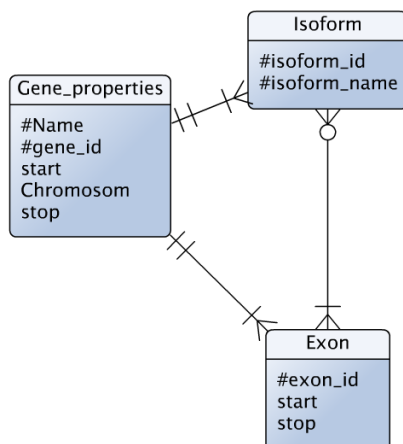 Isoform
#isoform_id
#isoform_name
Gene_properties
#Name
#gene_id
start
Chromosom
stop
Exon
#exon_id
start
stop